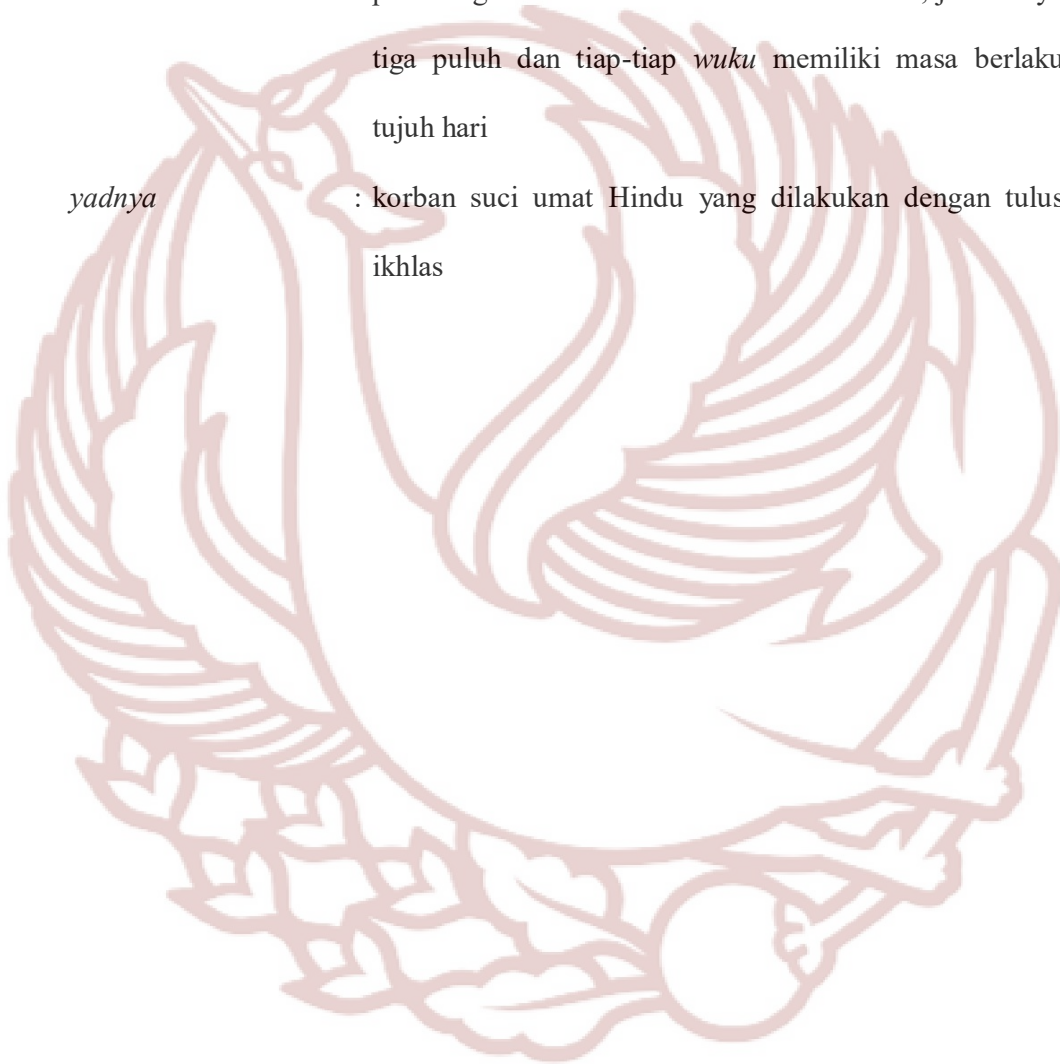 tiga puluh dan tiap-tiap wuku memiliki masa berlaku
tujuh hari
yadnya : korban suci umat Hindu yang dilakukan dengan tulus
ikhlas